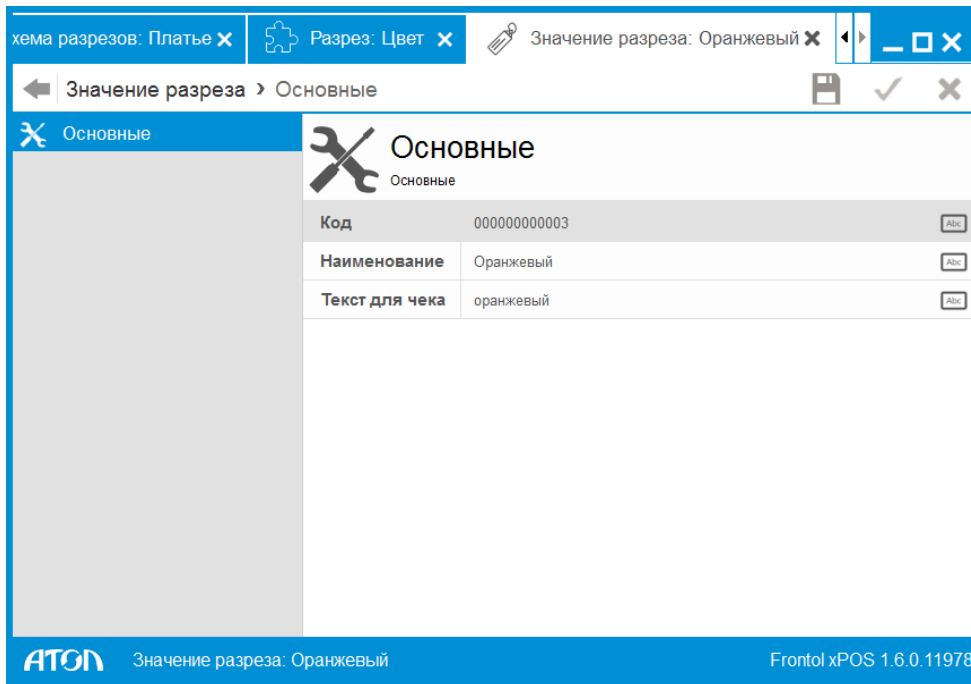 хема разрезов: Платье
Разрез: Цвет
Значение разреза: Оранжевый
Значение разреза › Основные
Основные
Основные
Основные
Код 000000000003 Abc
Наименование Оранжевый Abc
Текст для чека оранжевый Abc
АТОЛ Значение разреза: Оранжевый Frontol xPOS 1.6.0.11978